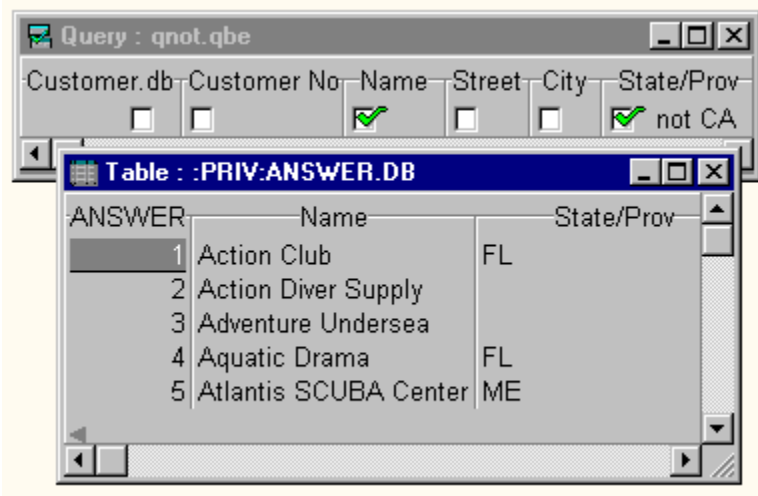 Query : qnot.qbe
Customer.db Customer No Name Street City State/Prov
not CA
Table : :PRIV:ANSWER.DB
ANSWER Name State/Prov
1 Action Club FL
2 Action Diver Supply
3 Adventure Undersea
4 Aquatic Drama FL
5 Atlantis SCUBA Center ME